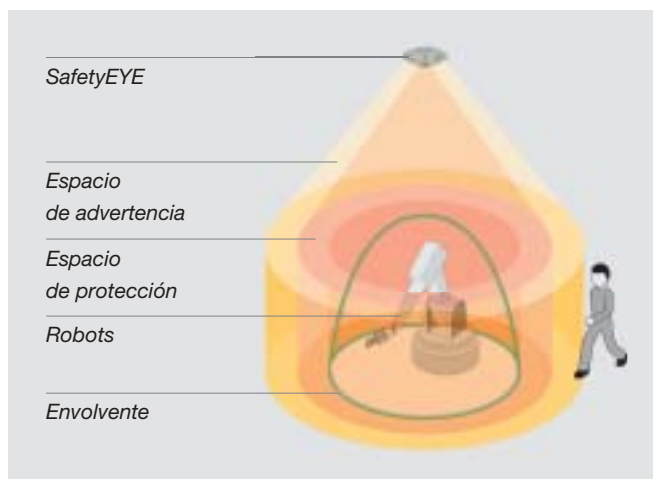 SafetyEYE
Espacio
de advertencia
Espacio
de protección
Robots
Envolvente